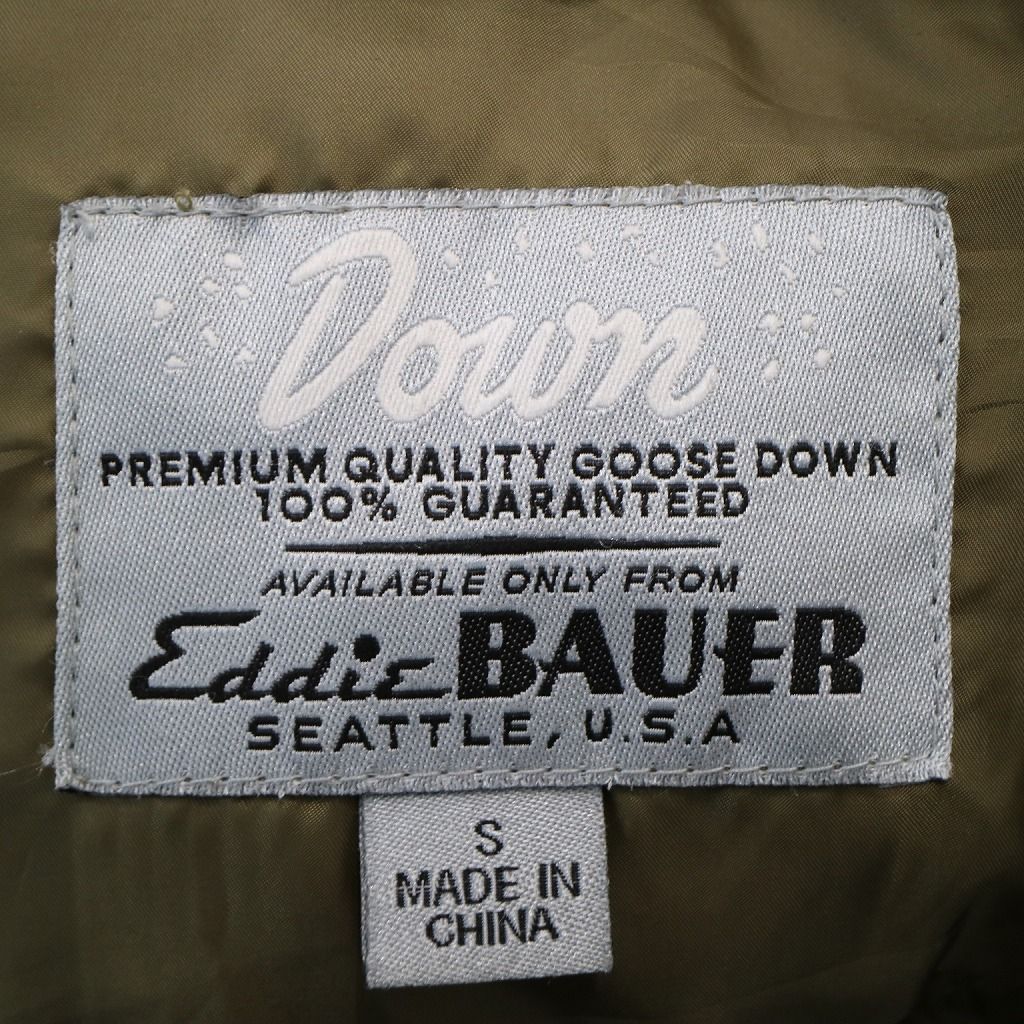 Down
PREMIUM QUALITY GOOSE DOWN
100% GUARANTEED
AVAILABLE ONLY FROM
Eddie BAUER
SEATTLE, U.S.A
S
MADE IN
CHINA